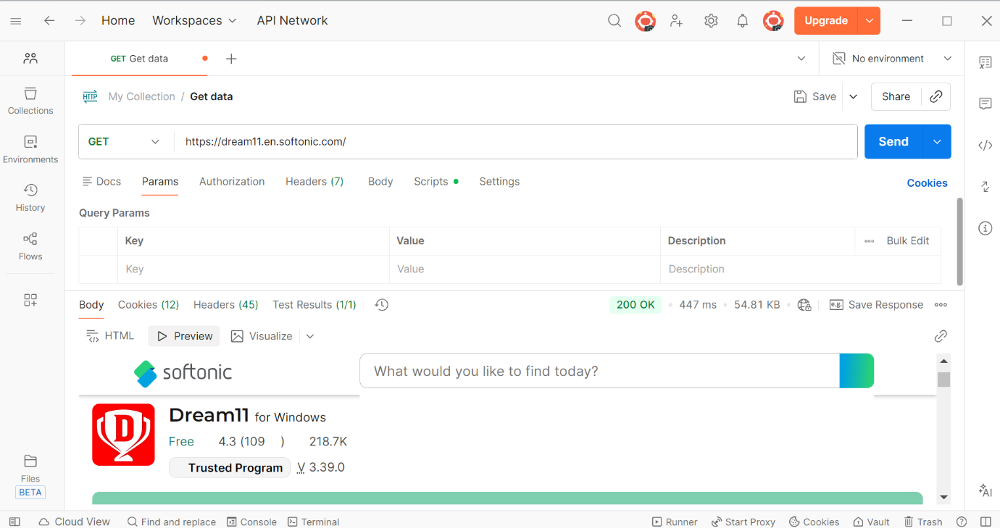 Home Workspaces API Network Upgrade
GET Get data No environment
HTTP My Collection / Get data Save Share
GET https://dream11.en.softonic.com/ Send
Docs Params Authorization Headers (7) Body Scripts Settings Cookies
Query Params
Key Value Description Bulk Edit
Key Value Description
Body Cookies (12) Headers (45) Test Results (1/1) 200 OK 447 ms 54.81 KB e.g. Save Response
HTML Preview Visualize
softonic What would you like to find today?
D Dream11 for Windows
Free 4.3 (109 ) 218.7K
Trusted Program V 3.39.0
Collections
Environments
History
Flows
Files
BETA
AI
Cloud View Find and replace Console Terminal Runner Start Proxy Cookies Vault Trash